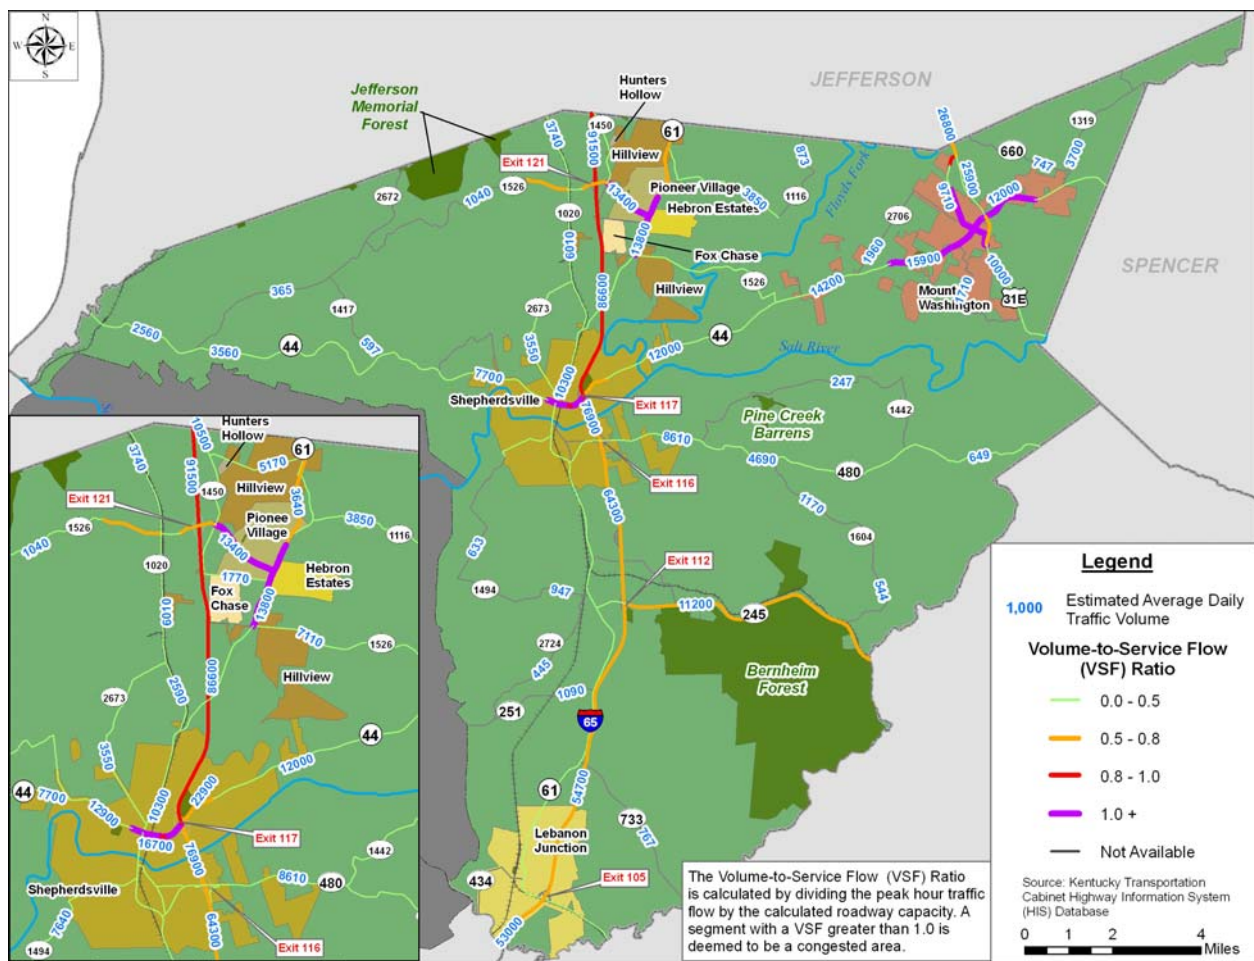 N
W E
S
JEFFERSON
SPENCER
Jefferson
Memorial
Forest
Hunters
Hollow
3740
91500
1450
61
Hillview
Exit 121
1526
13400
Pioneer Village
Hebron Estates
3850
873
1116
Floyds Fork
26800
660
1319
3700
747
25900
9710
12000
2672
1040
1020
6010
13800
Fox Chase
2706
1960
15900
Mount
Washington
1710
10000
31E
365
1417
597
2673
86600
Hillview
1526
14200
44
2560
3560
44
3550
12000
Salt River
7700
10300
Shepherdsville
76900
Exit 117
247
1442
Pine Creek
Barrens
8610
4690
480
649
Exit 116
64300
1170
1604
544
633
1494
947
Exit 112
11200
245
2724
445
Bernheim
Forest
1090
251
65
61
54700
733
767
Lebanon
Junction
434
Exit 105
53000
Hunters
Hollow
10500
3740
91500
5170
61
Hillview
1450
Exit 121
3640
Pionee
Village
1526
13400
3850
1116
1040
1020
1770
Hebron
Estates
Fox
Chase
13800
6010
7110
1526
2590
86600
Hillview
2673
3550
44
12000
44
7700
12900
10300
22900
16700
Exit 117
76900
1442
8610
480
Shepherdsville
7640
1494
64300
Exit 116
The Volume-to-Service Flow (VSF) Ratio
is calculated by dividing the peak hour traffic
flow by the calculated roadway capacity. A
segment with a VSF greater than 1.0 is
deemed to be a congested area.
Legend
1,000 Estimated Average Daily
Traffic Volume
Volume-to-Service Flow
(VSF) Ratio
0.0 - 0.5
0.5 - 0.8
0.8 - 1.0
1.0 +
Not Available
Source: Kentucky Transportation
Cabinet Highway Information System
(HIS) Database
0 1 2 4
Miles